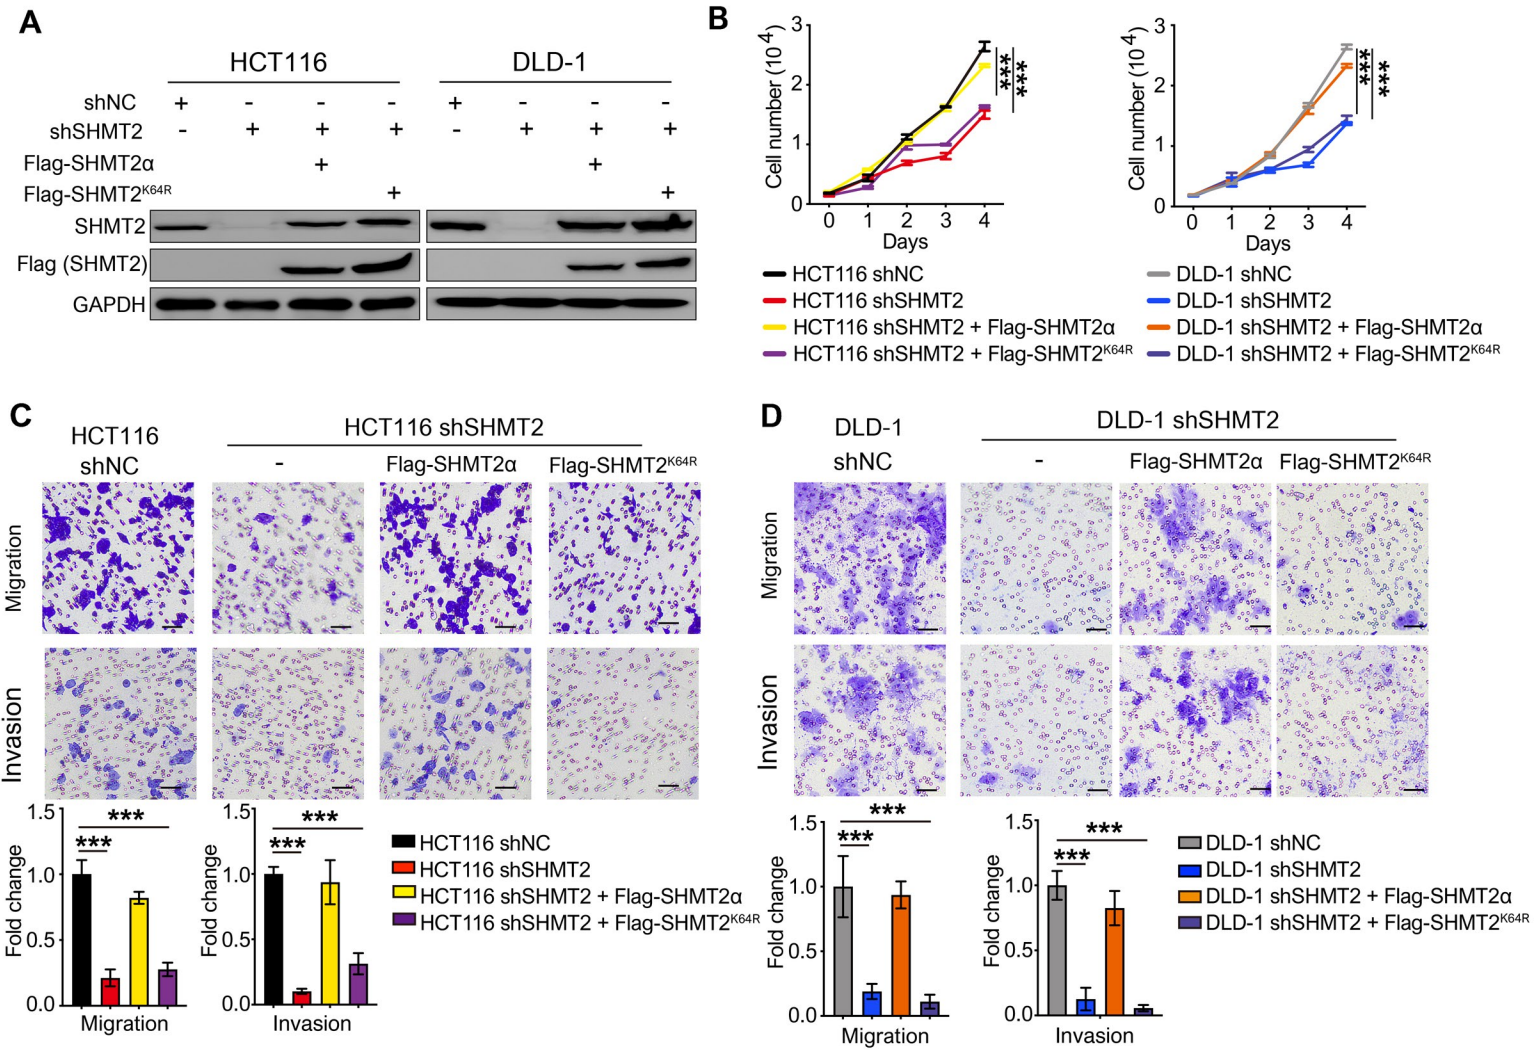 A
HCT116 DLD-1
shNC + - - - + - - -
shSHMT2 - + + + - + + +
Flag-SHMT2α + +
Flag-SHMT2K64R + +
SHMT2
Flag (SHMT2)
GAPDH
B
Cell number (10 4)
3
2
1
0
0 1 2 3 4
Days
***
***
HCT116 shNC
HCT116 shSHMT2
HCT116 shSHMT2 + Flag-SHMT2α
HCT116 shSHMT2 + Flag-SHMT2K64R
Cell number (10 4)
3
2
1
0
0 1 2 3 4
Days
***
***
DLD-1 shNC
DLD-1 shSHMT2
DLD-1 shSHMT2 + Flag-SHMT2α
DLD-1 shSHMT2 + Flag-SHMT2K64R
C
HCT116
shNC
HCT116 shSHMT2
- Flag-SHMT2α Flag-SHMT2K64R
Migration
Invasion
Fold change
1.5
1.0
0.5
0.0
***
***
Migration
Fold change
1.5
1.0
0.5
0.0
***
***
Invasion
HCT116 shNC
HCT116 shSHMT2
HCT116 shSHMT2 + Flag-SHMT2α
HCT116 shSHMT2 + Flag-SHMT2K64R
D
DLD-1
shNC
DLD-1 shSHMT2
- Flag-SHMT2α Flag-SHMT2K64R
Migration
Invasion
Fold change
1.5
1.0
0.5
0.0
***
***
Migration
Fold change
1.5
1.0
0.5
0.0
***
***
Invasion
DLD-1 shNC
DLD-1 shSHMT2
DLD-1 shSHMT2 + Flag-SHMT2α
DLD-1 shSHMT2 + Flag-SHMT2K64R